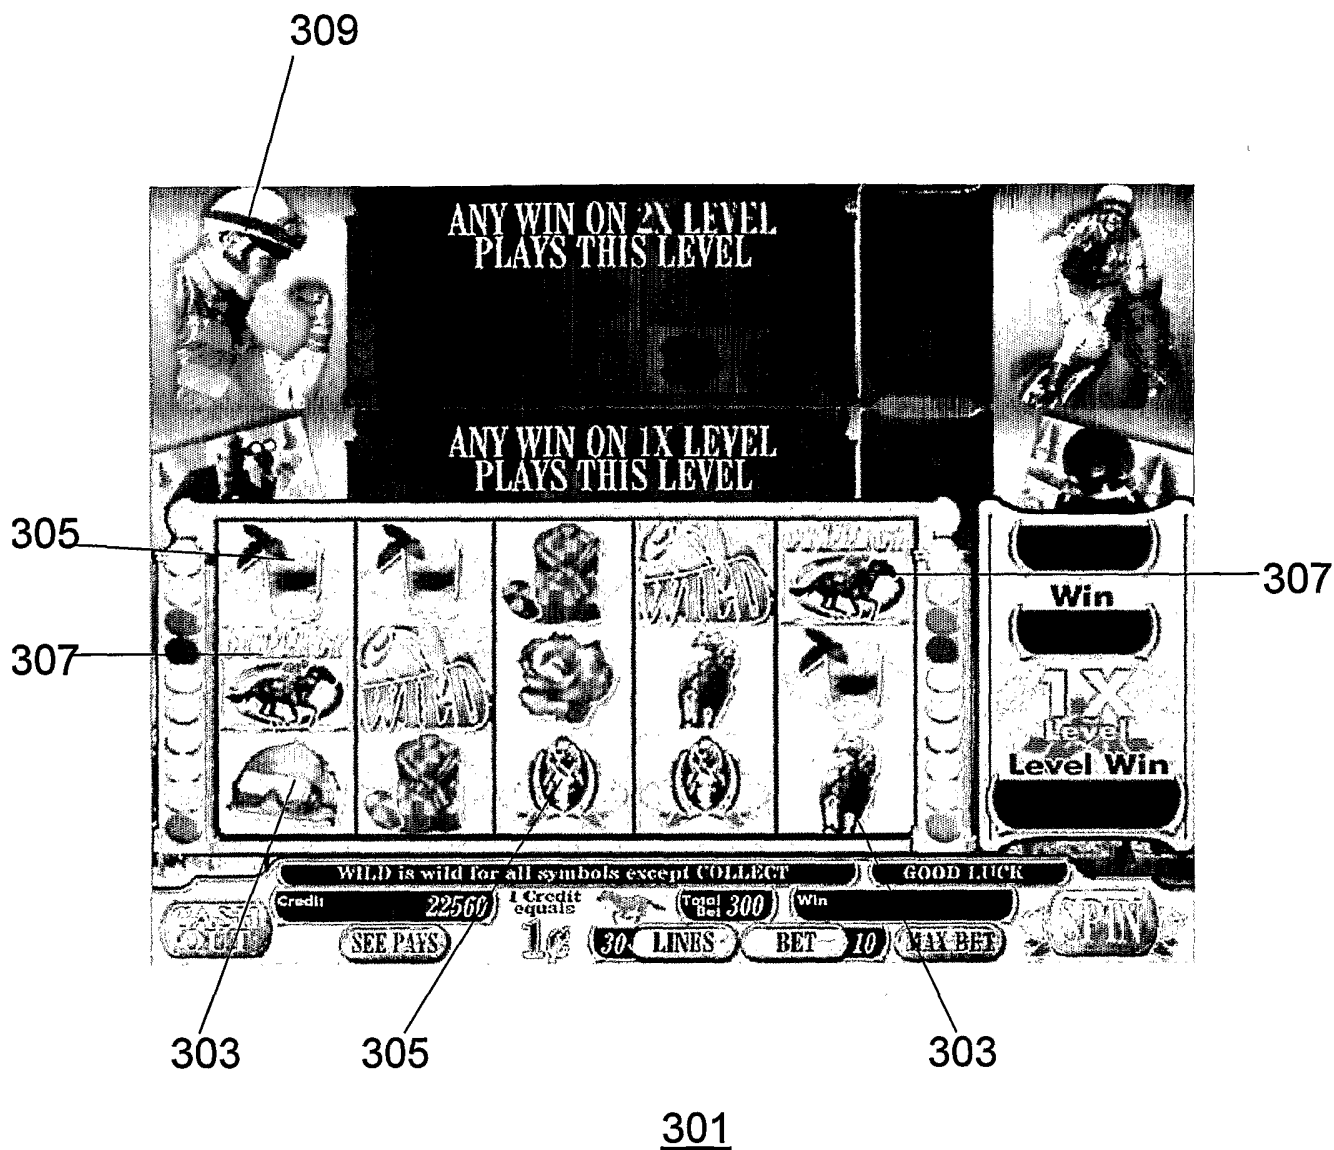 309
ANY WIN ON 2X LEVEL
PLAYS THIS LEVEL
ANY WIN ON 1X LEVEL
PLAYS THIS LEVEL
305
307
307
Win
1X
Level
Level Win
WILD is wild for all symbols except COLLECT
GOOD LUCK
CASH
OUT
Credit
22560
1 Credit
equals
1¢
Total
Bet 300
Win
SPIN
SEE PAYS
30 LINES
BET 10
MAX BET
303
305
303
301